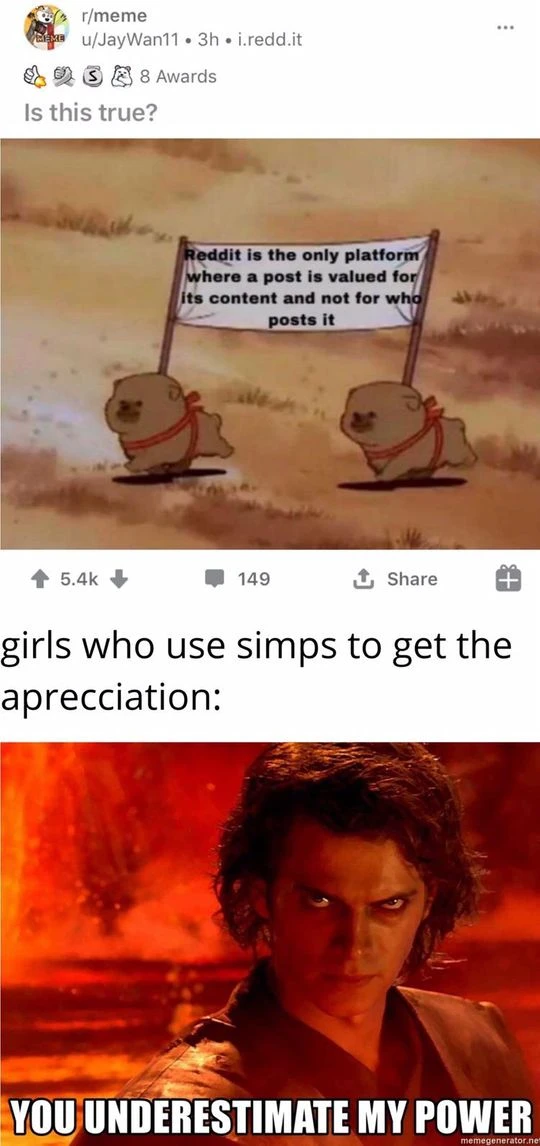 r/meme
u/JayWan11 • 3h • i.redd.it
8 Awards
Is this true?
Reddit is the only platform
where a post is valued for
its content and not for who
posts it
5.4k
149
Share
girls who use simps to get the
aprecciation:
YOU UNDERESTIMATE MY POWER
memegenerator.ne